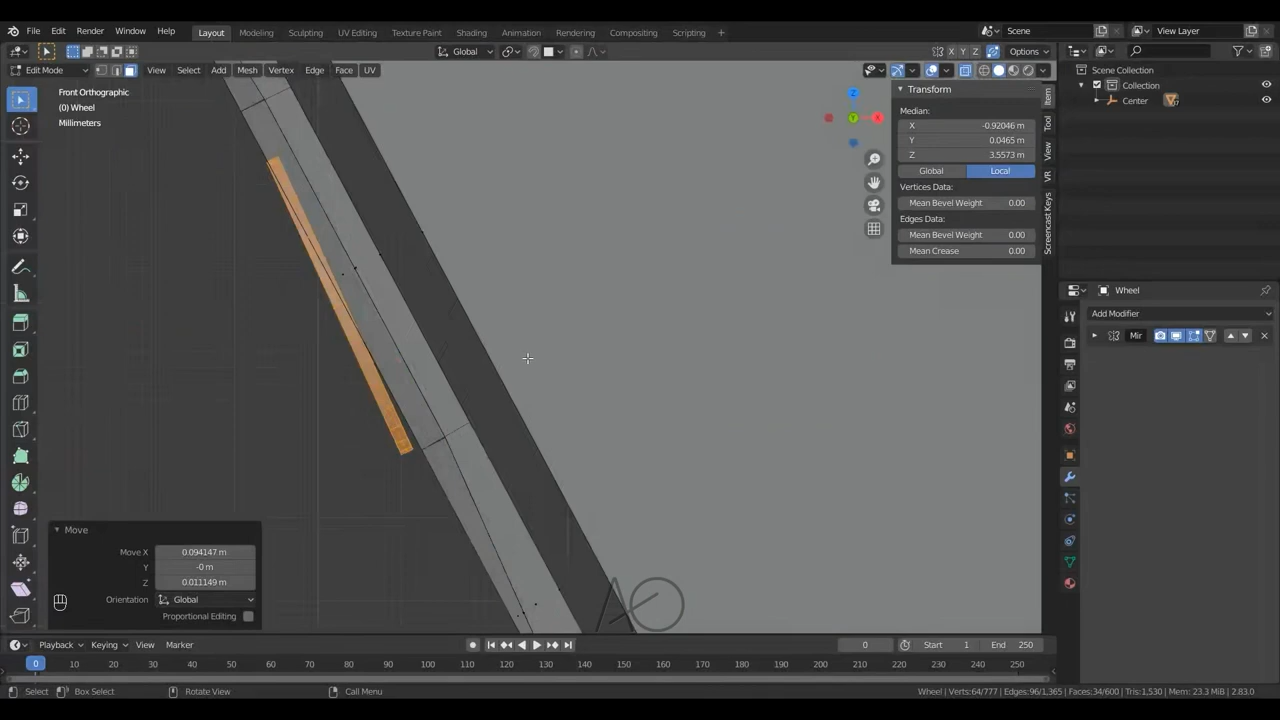 File Edit Render Window Help Layout Modeling Sculpting UV Editing Texture Paint Shading Animation Rendering Compositing Scripting Scene View Layer
Global Options
Edit Mode View Select Add Mesh Vertex Edge Face UV
Front Orthographic
(0) Wheel
Millimeters
Z
Y
X
Transform
Median:
X -0.92046 m
Y 0.0465 m
Z 3.5573 m
Global Local
Vertices Data:
Mean Bevel Weight 0.00
Edges Data:
Mean Bevel Weight 0.00
Mean Crease 0.00
Item
Tool
View
VR
Screencast Keys
Scene Collection
Collection
Center
Wheel
Add Modifier
Mir
Move
Move X 0.094147 m
Y -0 m
Z 0.011149 m
Orientation Global
Proportional Editing
Playback Keying View Marker 0 Start 1 End 250
0 10 20 30 40 50 60 70 80 90 100 110 120 130 140 150 160 170 180 190 200 210 220 230 240 250
Select Box Select Rotate View Call Menu Wheel | Verts:64/777 | Edges:96/1,365 | Faces:34/600 | Tris:1,530 | Mem: 23.3 MiB | 2.83.0